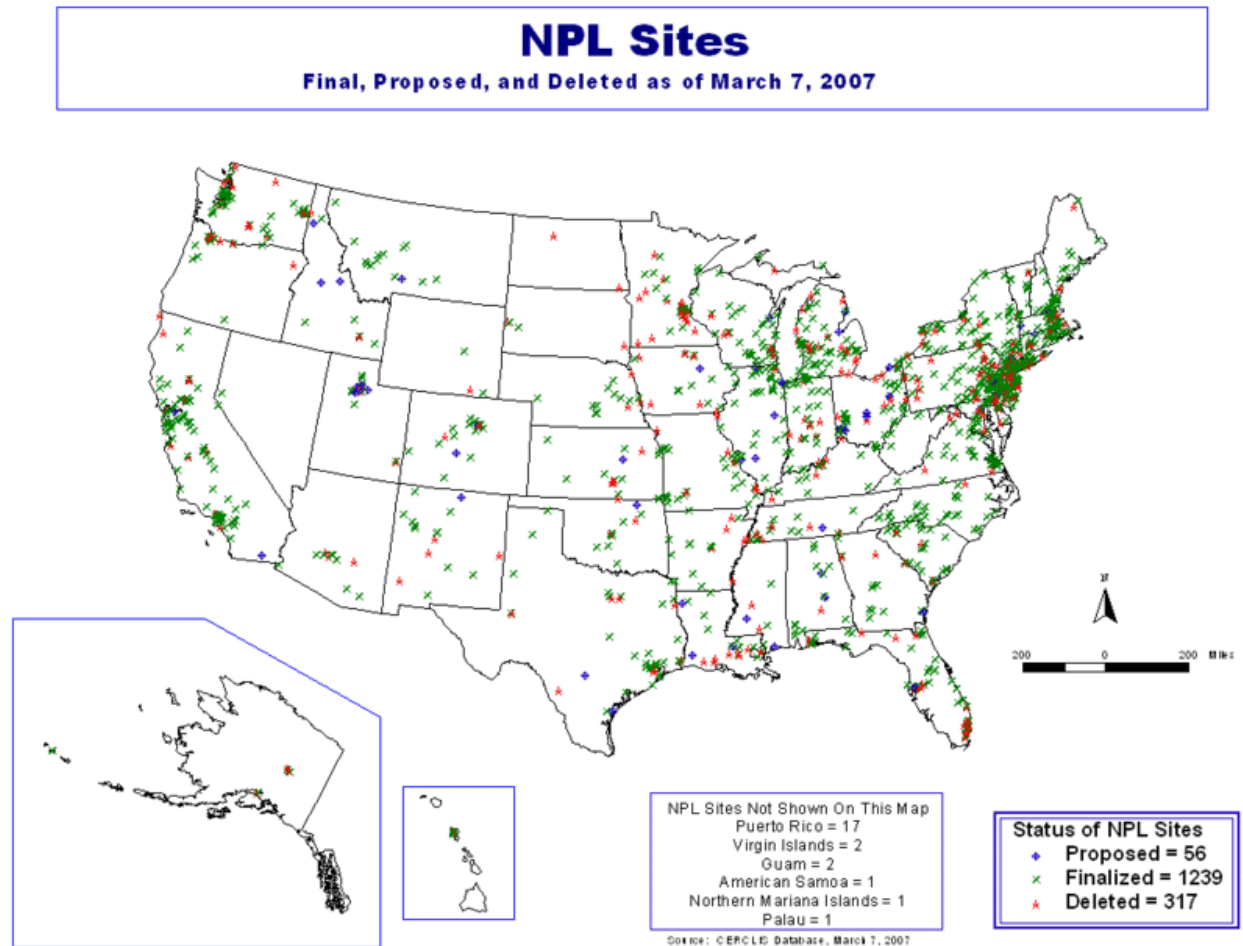 NPL Sites
Final, Proposed, and Deleted as of March 7, 2007
N
200 0 200 Miles
NPL Sites Not Shown On This Map
Puerto Rico = 17
Virgin Islands = 2
Guam = 2
American Samoa = 1
Northern Mariana Islands = 1
Palau = 1
Source: CERCLIS Database, March 7, 2007
Status of NPL Sites
Proposed = 56
Finalized = 1239
Deleted = 317